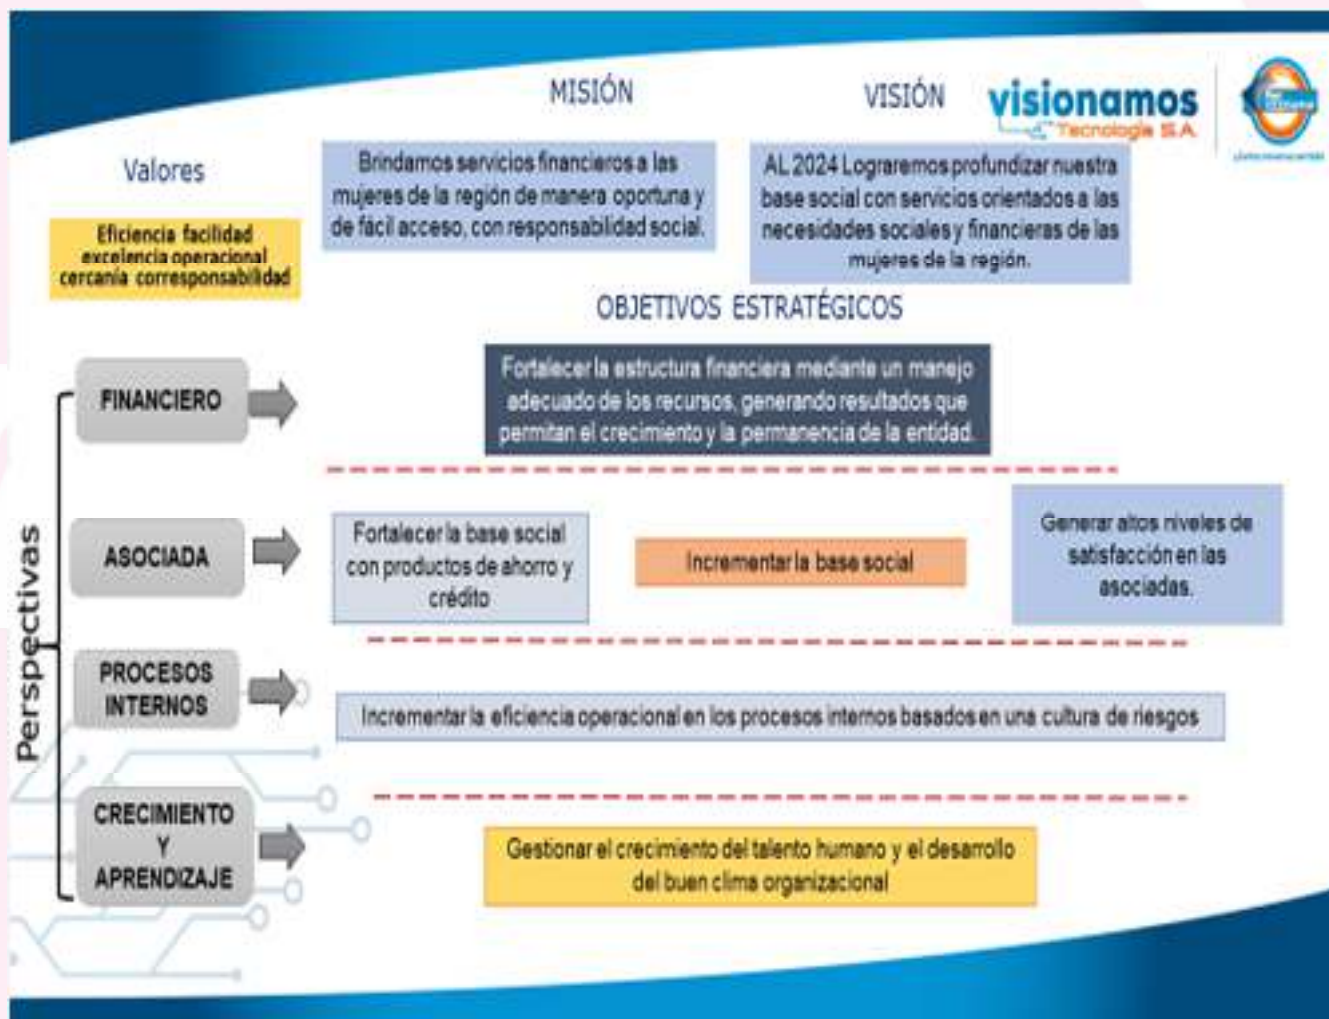 MISIÓN
VISIÓN
visionamos
Tecnología S.A.
Valores
Brindamos servicios financieros a las
mujeres de la región de manera oportuna y
de fácil acceso, con responsabilidad social.
AL 2024 Lograremos profundizar nuestra
base social con servicios orientados a las
necesidades sociales y financieras de las
mujeres de la región.
Eficiencia facilidad
excelencia operacional
cercanía corresponsabilidad
OBJETIVOS ESTRATÉGICOS
Perspectivas
FINANCIERO
Fortalecer la estructura financiera mediante un manejo
adecuado de los recursos, generando resultados que
permitan el crecimiento y la permanencia de la entidad.
ASOCIADA
Fortalecer la base social
con productos de ahorro y
crédito
Incrementar la base social
Generar altos niveles de
satisfacción en las
asociadas.
PROCESOS
INTERNOS
Incrementar la eficiencia operacional en los procesos internos basados en una cultura de riesgos
CRECIMIENTO
Y
APRENDIZAJE
Gestionar el crecimiento del talento humano y el desarrollo
del buen clima organizacional